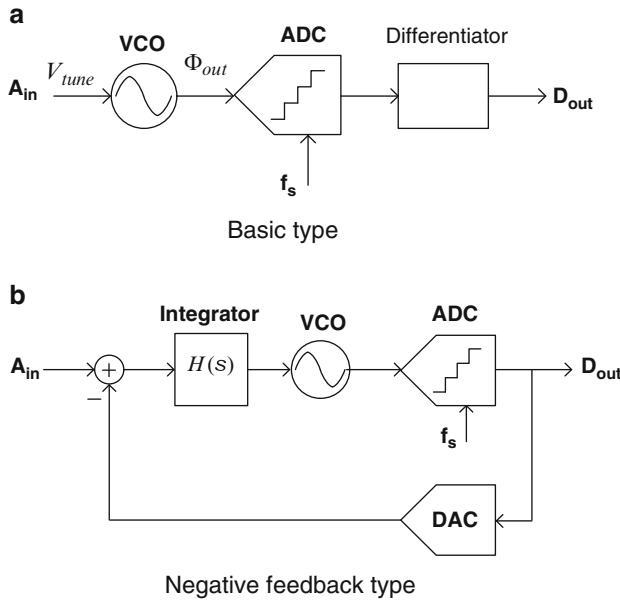 a
VCO
ADC
Differentiator
A_in
V_tune
Φ_out
D_out
f_s
Basic type
b
Integrator
VCO
ADC
A_in
+
H(s)
D_out
−
f_s
DAC
Negative feedback type